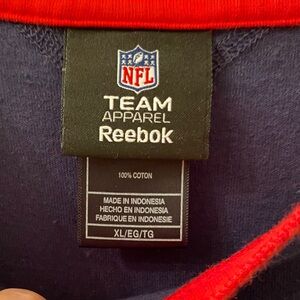 NFL
TEAM
APPAREL
Reebok
100% COTON
MADE IN INDONESIA
HECHO EN INDONESIA
FABRIQUE EN INDONESIE
XL/EG/TG